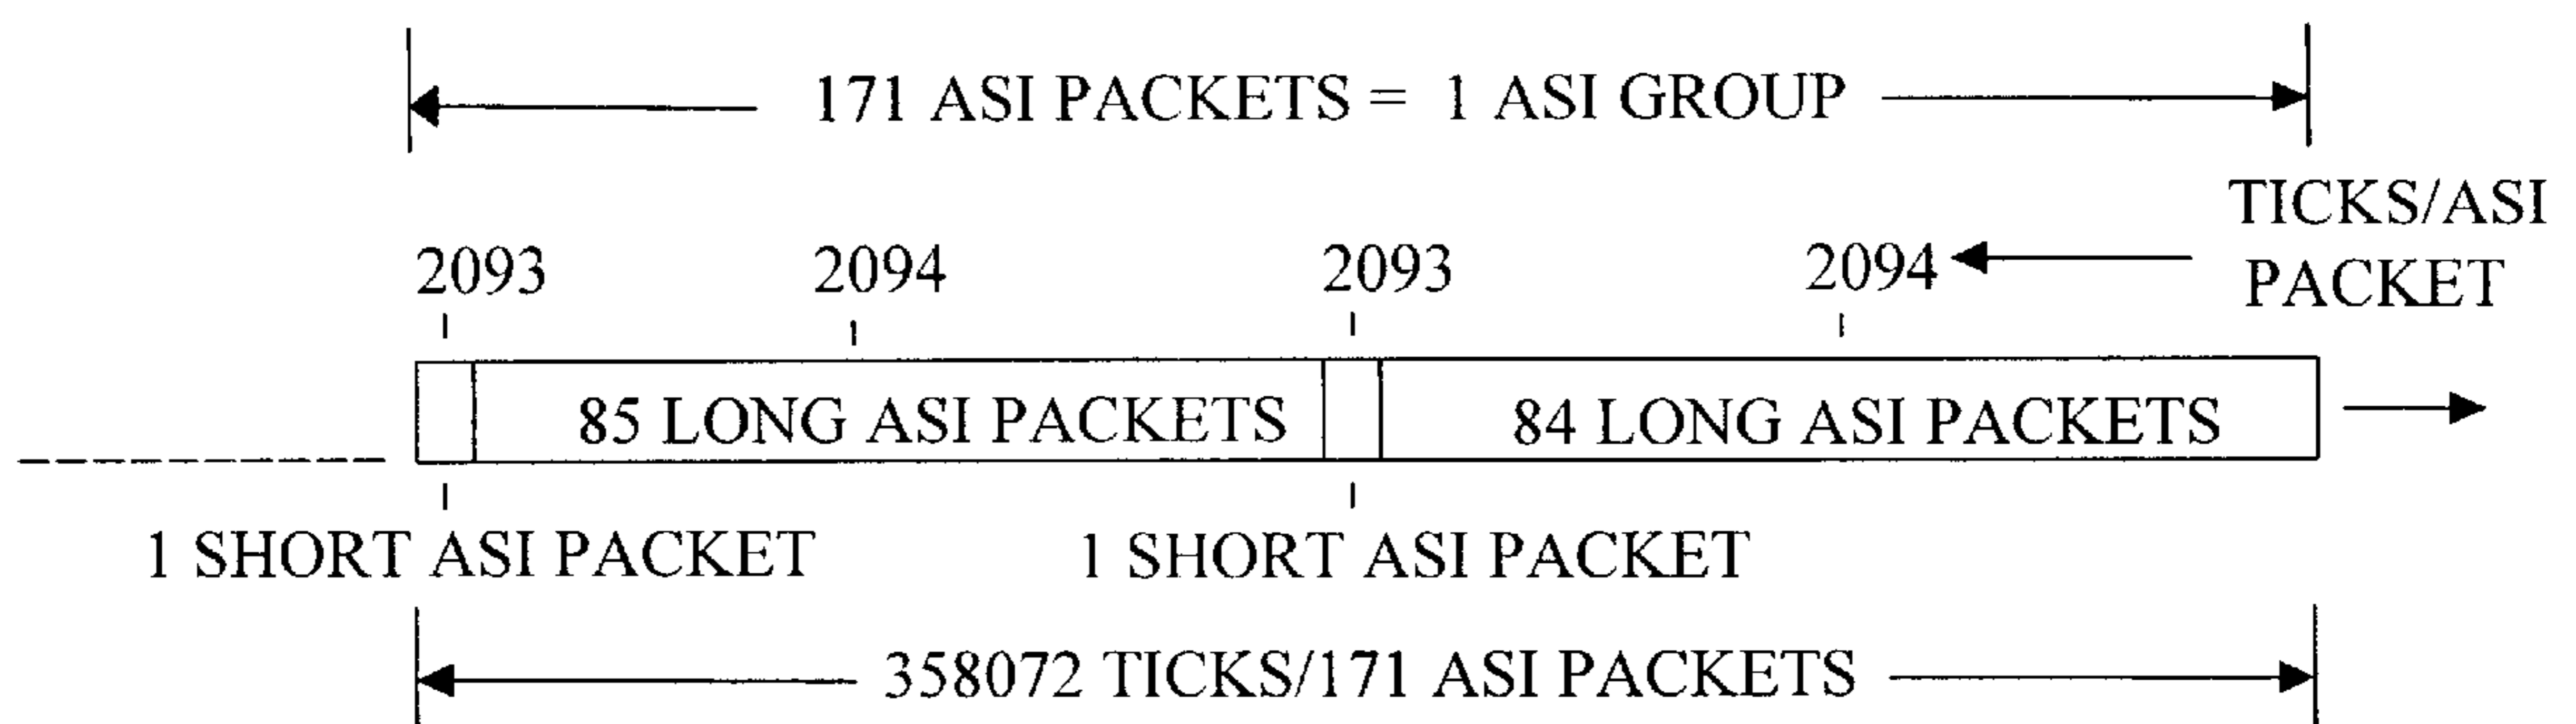 171 ASI PACKETS = 1 ASI GROUP
TICKS/ASI
PACKET
2093 2094 2093 2094
85 LONG ASI PACKETS 84 LONG ASI PACKETS
1 SHORT ASI PACKET 1 SHORT ASI PACKET
358072 TICKS/171 ASI PACKETS